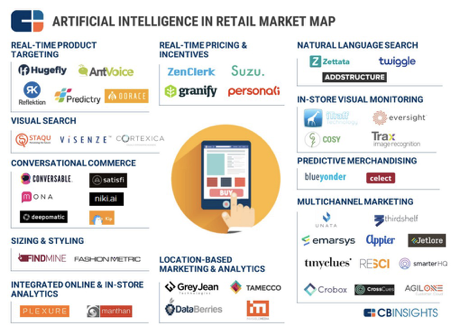 ARTIFICIAL INTELLIGENCE IN RETAIL MARKET MAP
REAL-TIME PRODUCT
TARGETING
Hugefly
AntVoice
Reflektion
Predictry
REAL-TIME PRICING &
INCENTIVES
ZenClerk
Suzu.
granify
personali
NATURAL LANGUAGE SEARCH
Zettata
twiggle
ADDSTRUCTURE
VISUAL SEARCH
STAQU
ViSENZE
CORTEXICA
IN-STORE VISUAL MONITORING
eversight
COSY
Trax
image recognition
CONVERSATIONAL COMMERCE
CONVERSABLE.
satisfi
MONA
niki.ai
deepomatic
BUY
PREDICTIVE MERCHANDISING
blueyonder
celect
MULTICHANNEL MARKETING
UNATA
thirdshelf
emarsys
Appier
Jetlore
tinyclues
RESCI
smarterHQ
Crobox
CrossCues
AGILONE
SIZING & STYLING
FINDMINE
FASHION METRIC
LOCATION-BASED
MARKETING & ANALYTICS
GreyJean
TAMECCO
DataBerries
INTEGRATED ONLINE & IN-STORE
ANALYTICS
PLEXURE
manthan
CBINSIGHTS